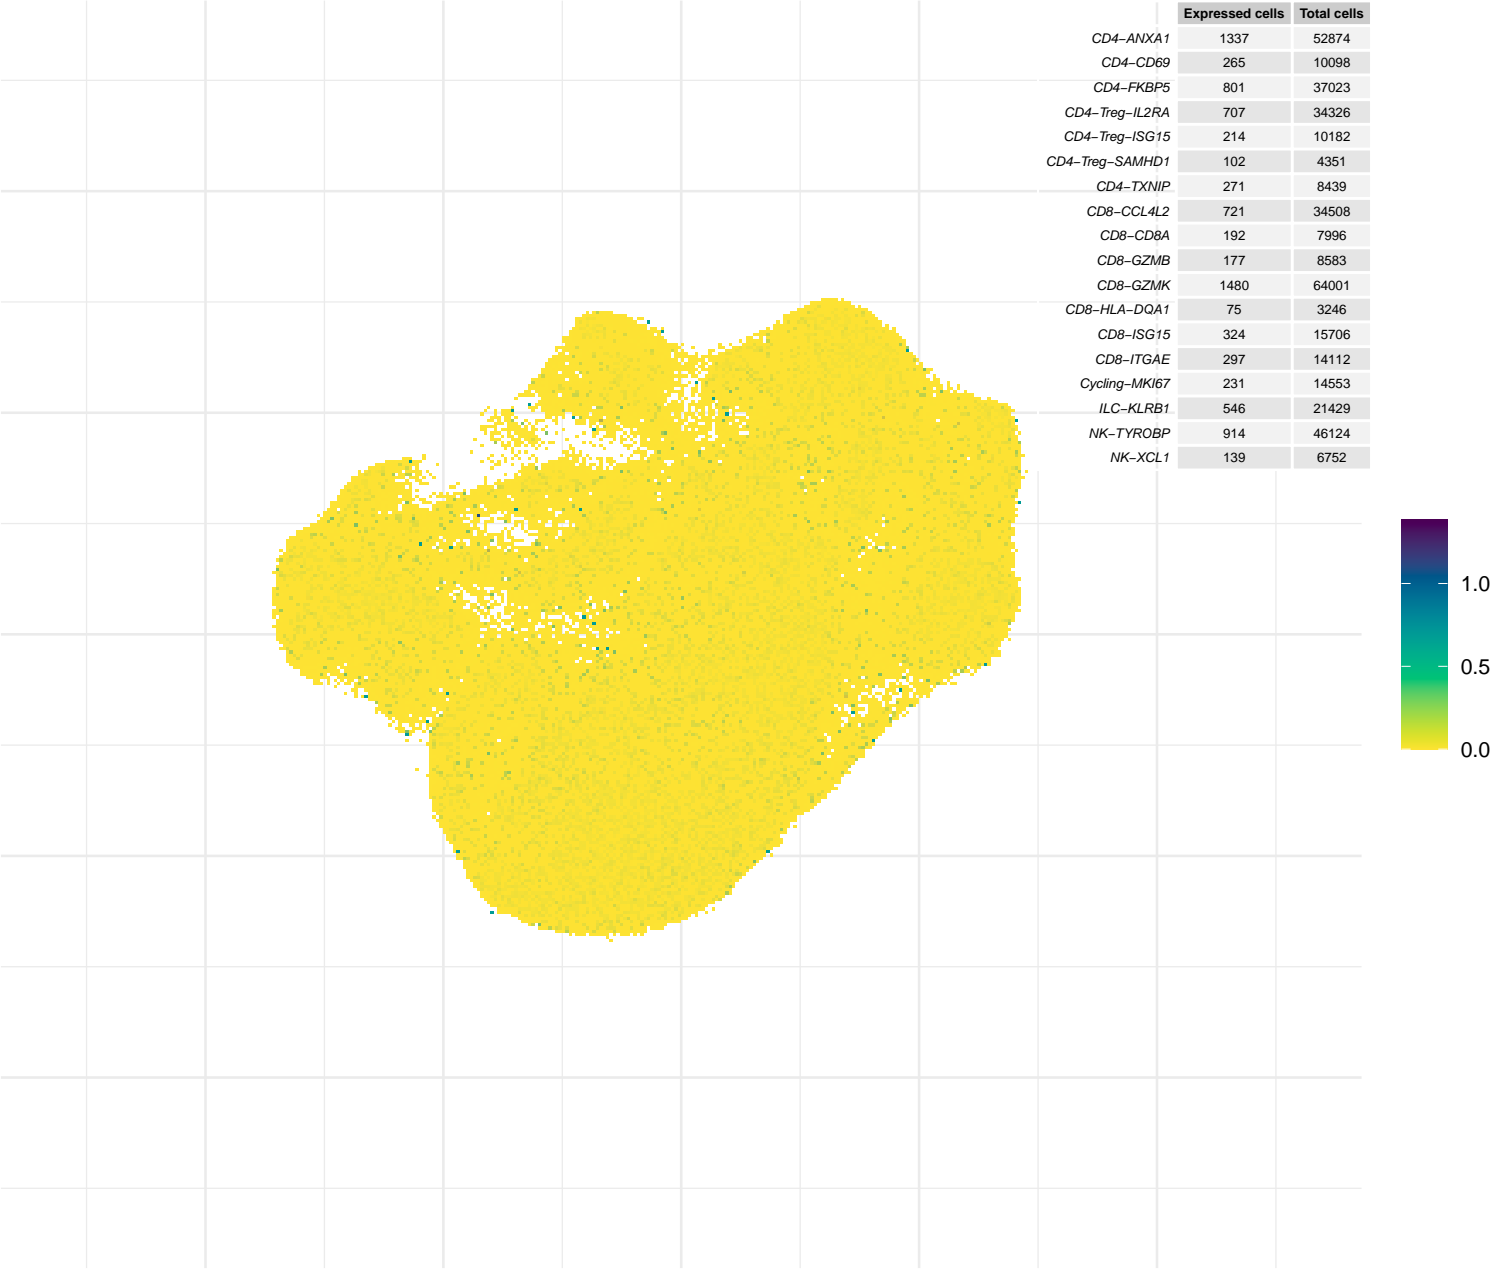 Expressed cells Total cells
CD4−ANXA1 1337 52874
CD4−CD69 265 10098
CD4−FKBP5 801 37023
CD4−Treg−IL2RA 707 34326
CD4−Treg−ISG15 214 10182
CD4−Treg−SAMHD1 102 4351
CD4−TXNIP 271 8439
CD8−CCL4L2 721 34508
CD8−CD8A 192 7996
CD8−GZMB 177 8583
CD8−GZMK 1480 64001
CD8−HLA−DQA1 75 3246
CD8−ISG15 324 15706
CD8−ITGAE 297 14112
Cycling−MKI67 231 14553
ILC−KLRB1 546 21429
NK−TYROBP 914 46124
NK−XCL1 139 6752
1.0
0.5
0.0